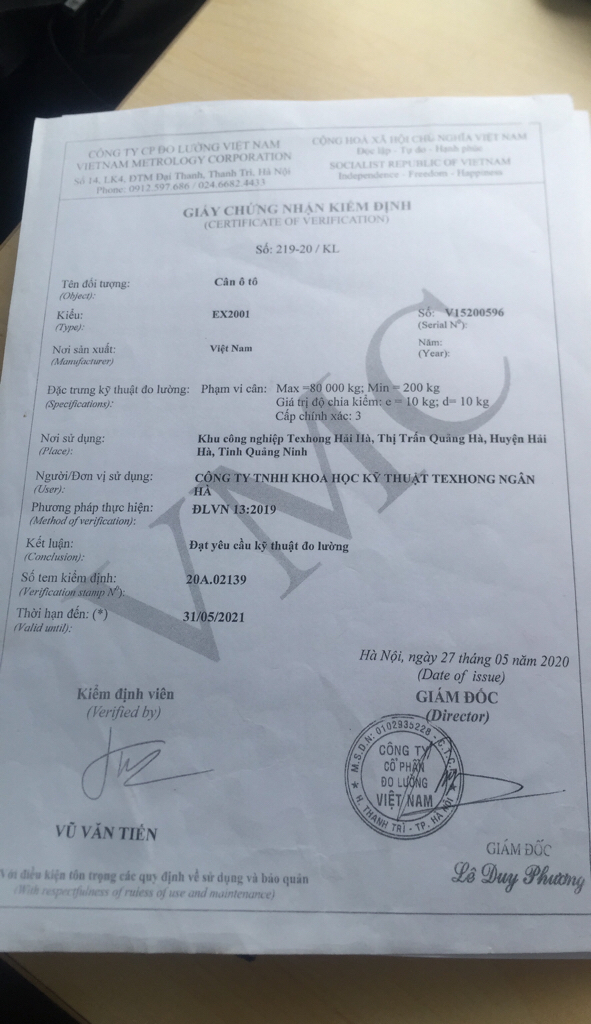 CÔNG TY CP ĐO LƯỜNG VIỆT NAM
VIETNAM METROLOGY CORPORATION
Số 14, LK4, ĐTM Đại Thanh, Thanh Trì, Hà Nội
Phone: 0912.597.686 / 024.6682.4433
CỘNG HOÀ XÃ HỘI CHỦ NGHĨA VIỆT NAM
Độc lập - Tự do - Hạnh phúc
SOCIALIST REPUBLIC OF VIETNAM
Independence - Freedom - Happiness
GIẤY CHỨNG NHẬN KIỂM ĐỊNH
(CERTIFICATE OF VERIFICATION)
Số: 219-20 / KL
Tên đối tượng: Cân ô tô
(Object):
Kiểu: EX2001 Số: V15200596
(Type): (Serial Nº):
Nơi sản xuất: Việt Nam Năm:
(Manufacturer) (Year):
Đặc trưng kỹ thuật đo lường: Phạm vi cân: Max =80 000 kg; Min = 200 kg
(Specifications): Giá trị độ chia kiểm: e = 10 kg; d= 10 kg
Cấp chính xác: 3
Nơi sử dụng: Khu công nghiệp Texhong Hải Hà, Thị Trấn Quảng Hà, Huyện Hải
(Place): Hà, Tỉnh Quảng Ninh
Người/Đơn vị sử dụng: CÔNG TY TNHH KHOA HỌC KỸ THUẬT TEXHONG NGÂN
(User): HÀ
Phương pháp thực hiện: ĐLVN 13:2019
(Method of verification):
Kết luận: Đạt yêu cầu kỹ thuật đo lường
(Conclusion):
Số tem kiểm định: 20A.02139
(Verification stamp Nº):
Thời hạn đến: (*) 31/05/2021
(Valid until):
VMC
Hà Nội, ngày 27 tháng 05 năm 2020
(Date of issue)
Kiểm định viên
(Verified by)
GIÁM ĐỐC
(Director)
M.S.D.N: 0102935228 - C.T.C.P
CÔNG TY
CỔ PHẦN
ĐO LƯỜNG
VIỆT NAM
H. THANH TRÌ - TP. HÀ NỘI
VŨ VĂN TIẾN
GIÁM ĐỐC
Lê Duy Phương
Với điều kiện tôn trọng các quy định về sử dụng và bảo quản
(With respectfulness of ruless of use and maintenance)